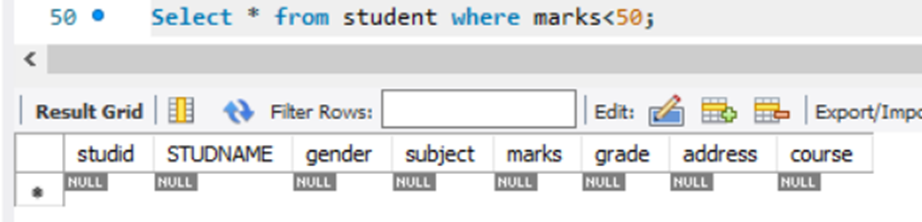 50 Select * from student where marks<50;
Result Grid Filter Rows: Edit: Export/Impo
studid STUDNAME gender subject marks grade address course
* NULL NULL NULL NULL NULL NULL NULL NULL